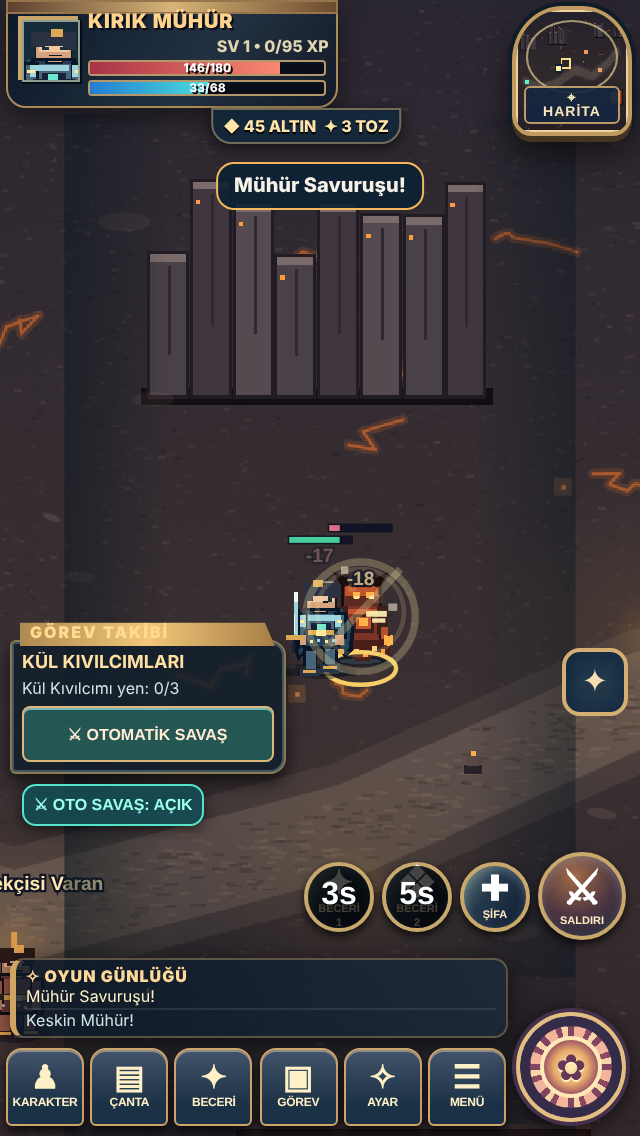 KIRIK MÜHÜR
SV 1 • 0/95 XP
146/180
33/68
◆ 45 ALTIN ✦ 3 TOZ
HARİTA
Mühür Savuruşu!
-17
-18
GÖREV TAKİBİ
KÜL KIVILCIMLARI
Kül Kıvılcımı yen: 0/3
⚔ OTOMATİK SAVAŞ
⚔ OTO SAVAŞ: AÇIK
ekçisi Varan
3s
BECERİ
1
5s
BECERİ
2
ŞİFA
SALDIRI
✧ OYUN GÜNLÜĞÜ
Mühür Savuruşu!
Keskin Mühür!
KARAKTER
ÇANTA
BECERİ
GÖREV
AYAR
MENÜ